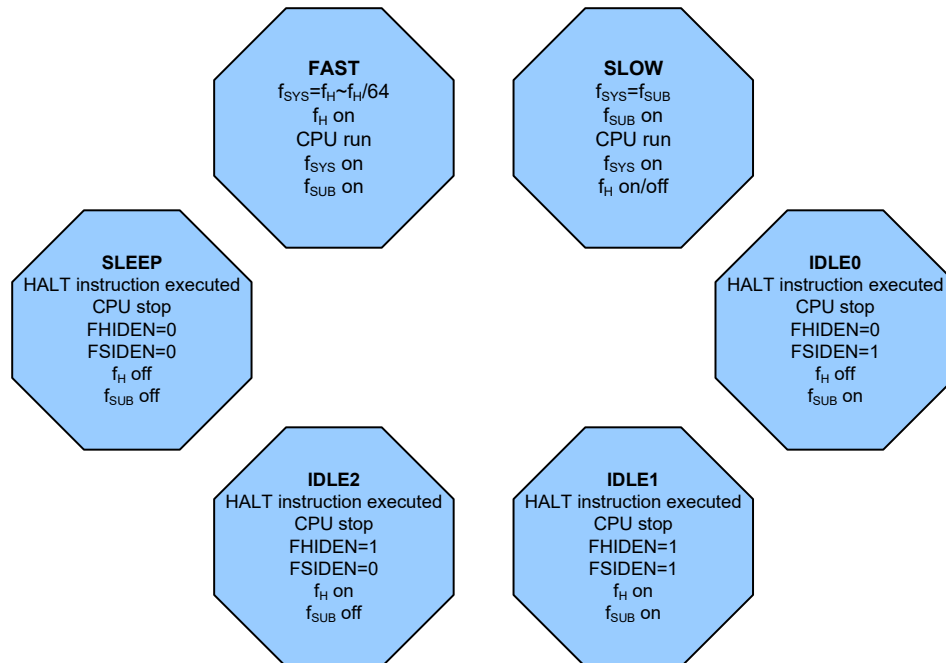 FAST
fSYS=fH~fH/64
fH on
CPU run
fSYS on
fSUB on
SLOW
fSYS=fSUB
fSUB on
CPU run
fSYS on
fH on/off
SLEEP
HALT instruction executed
CPU stop
FHIDEN=0
FSIDEN=0
fH off
fSUB off
IDLE0
HALT instruction executed
CPU stop
FHIDEN=0
FSIDEN=1
fH off
fSUB on
IDLE2
HALT instruction executed
CPU stop
FHIDEN=1
FSIDEN=0
fH on
fSUB off
IDLE1
HALT instruction executed
CPU stop
FHIDEN=1
FSIDEN=1
fH on
fSUB on